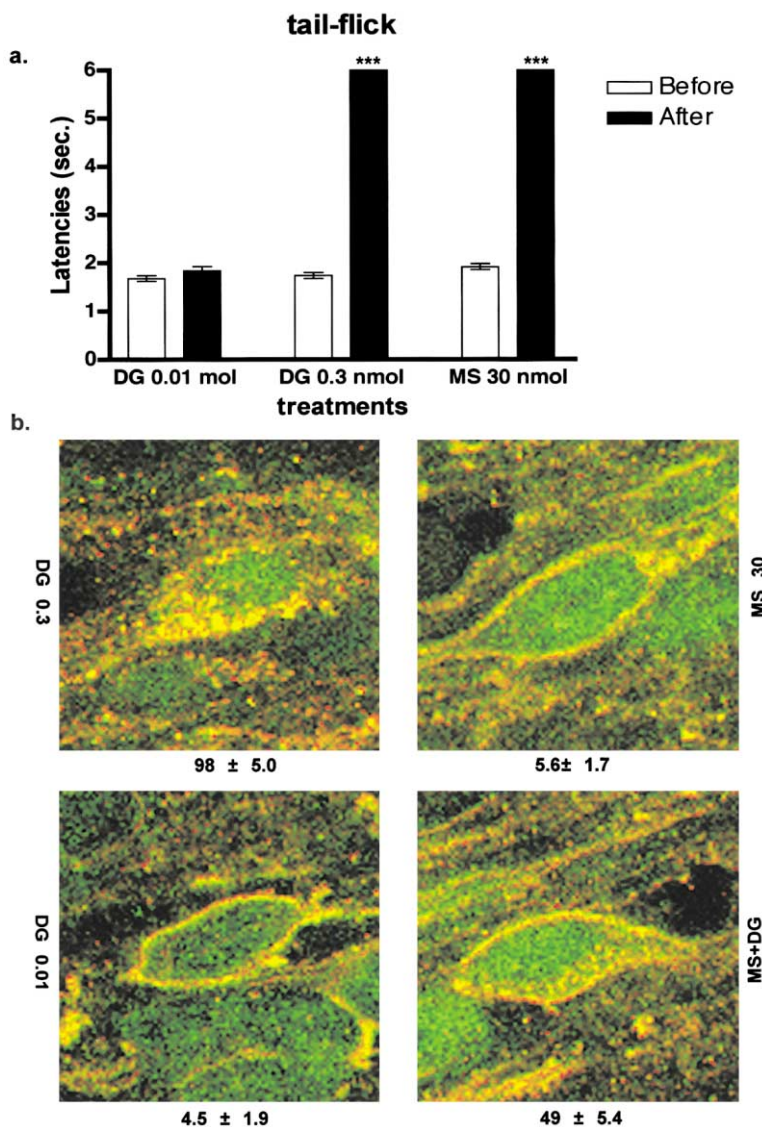 tail-flick
a.
Latencies (sec.)
6
5
4
3
2
1
0
***
***
Before
After
DG 0.01 mol
DG 0.3 nmol
MS 30 nmol
treatments
b.
DG 0.3
MS 30
98 ± 5.0
5.6± 1.7
DG 0.01
MS+DG
4.5 ± 1.9
49 ± 5.4